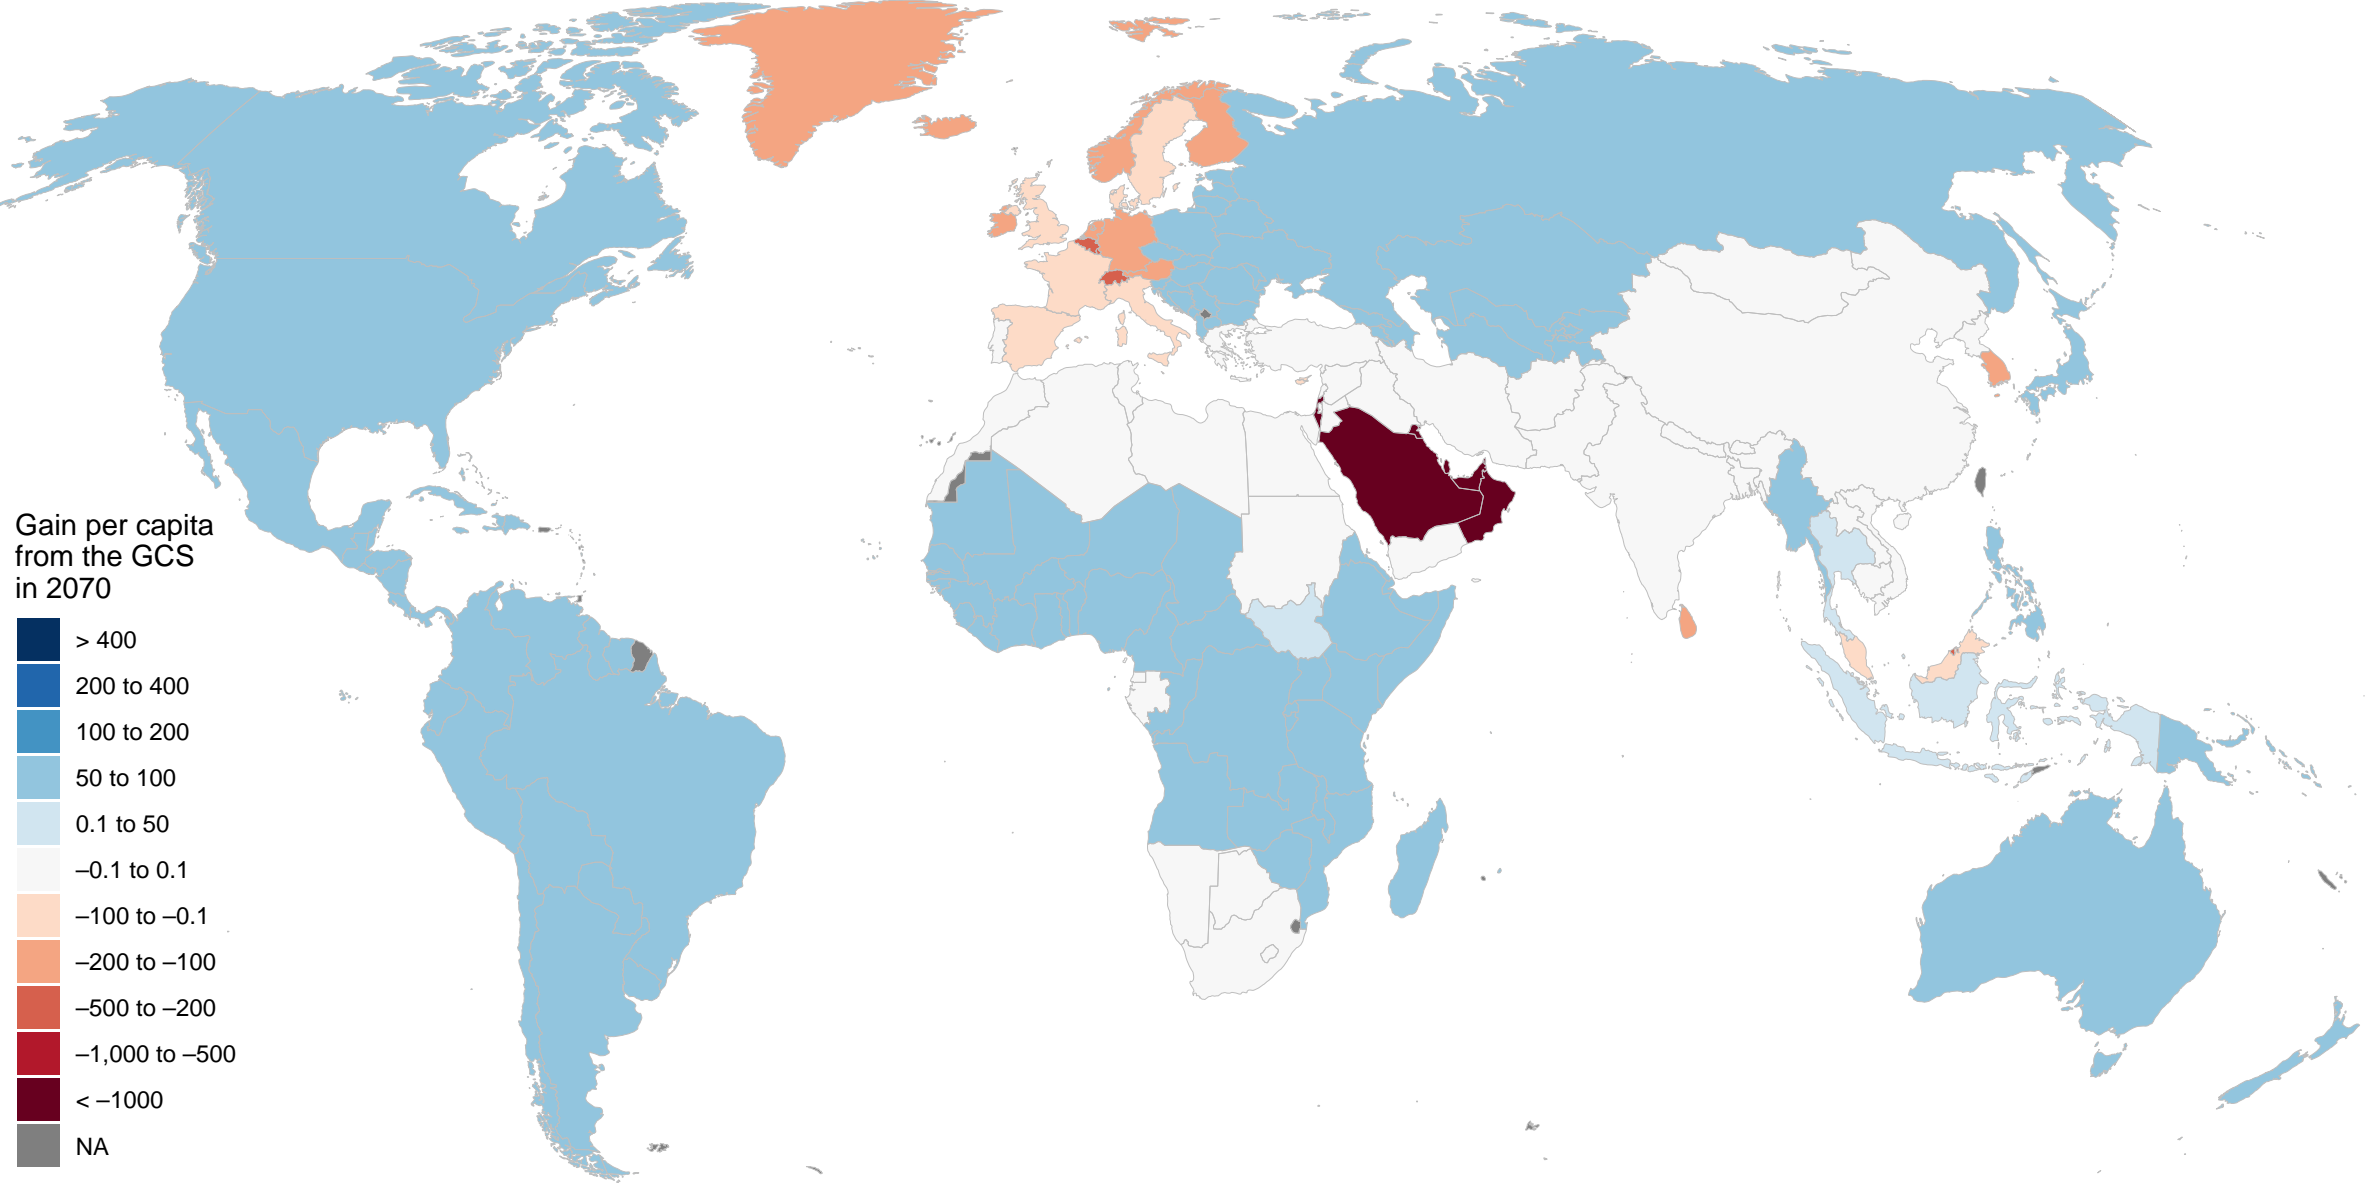 Gain per capita
from the GCS
in 2070
> 400
200 to 400
100 to 200
50 to 100
0.1 to 50
–0.1 to 0.1
–100 to –0.1
–200 to –100
–500 to –200
–1,000 to –500
< –1000
NA